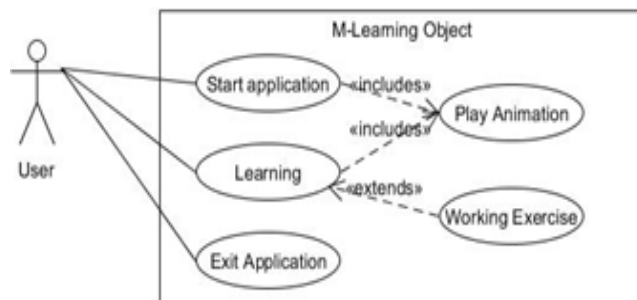 M-Learning Object
Start application
«includes»
Play Animation
«includes»
User
Learning
«extends»
Working Exercise
Exit Application